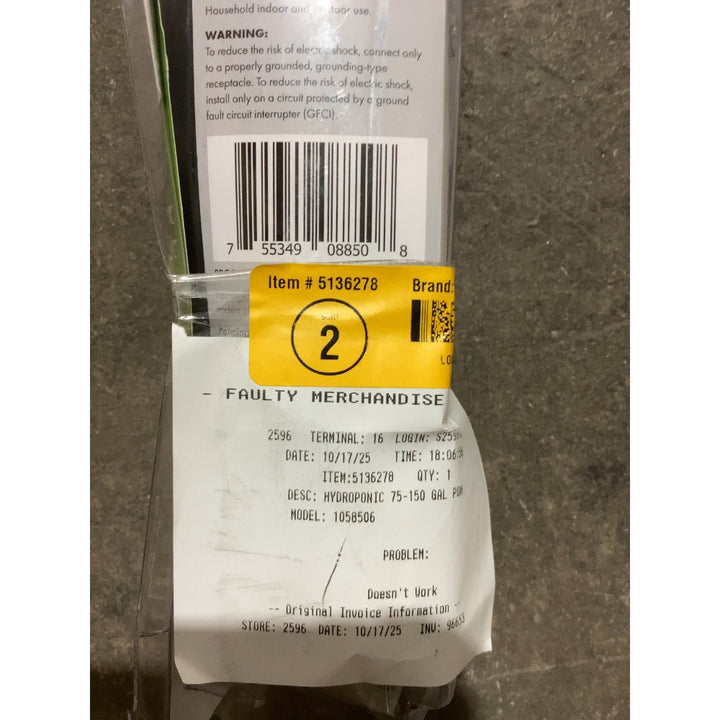 Household indoor and outdoor use.
WARNING:
To reduce the risk of electric shock, connect only
to a properly grounded, grounding-type
receptacle. To reduce the risk of electric shock,
install only on a circuit protected by a ground
fault circuit interrupter (GFCI).
7 55349 08850 8
Item # 5136278 Brand:
Sort
2
- FAULTY MERCHANDISE
2596 TERMINAL: 16 LOGIN:
DATE: 10/17/25 TIME: 18:06
ITEM:5136278 QTY: 1
DESC: HYDROPONIC 75-150 GAL
MODEL: 1058506
PROBLEM:
Doesn't Work
-- Original Invoice Information --
STORE: 2596 DATE: 10/17/25 INV: